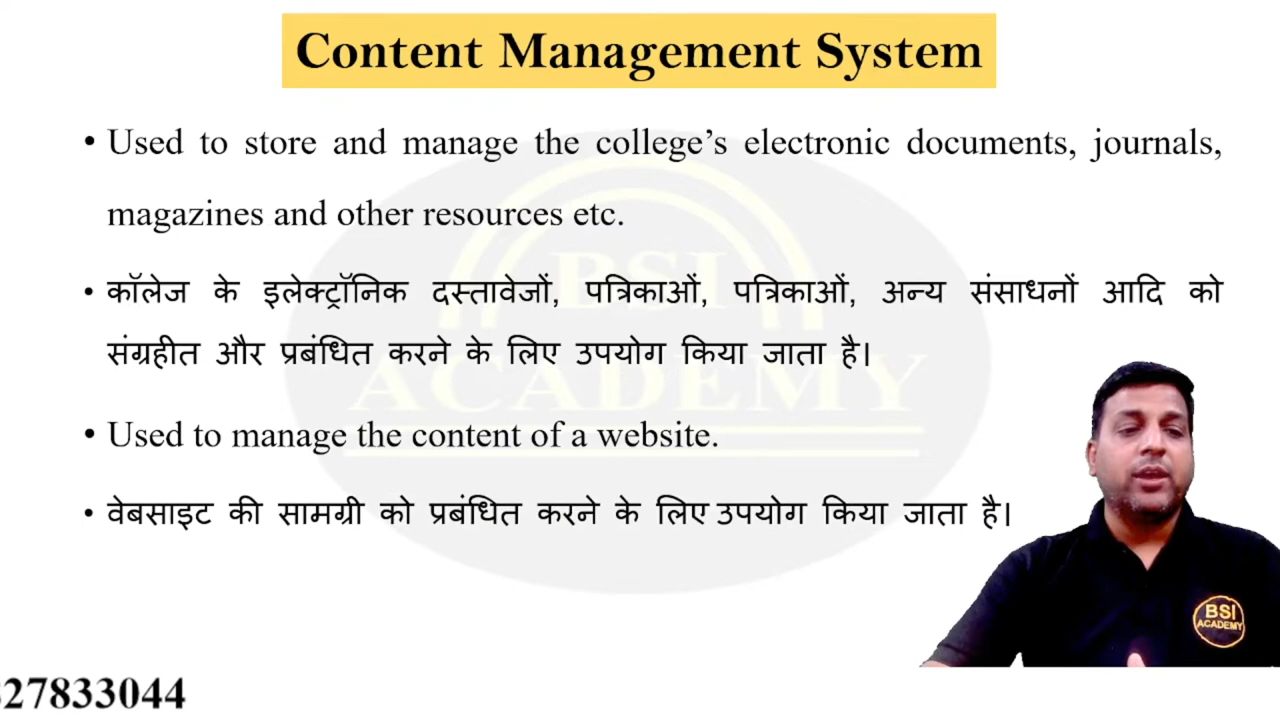 Content Management System
• Used to store and manage the college’s electronic documents, journals,
magazines and other resources etc.
• कॉलेज के इलेक्ट्रॉनिक दस्तावेजों, पत्रिकाओं, पत्रिकाओं, अन्य संसाधनों आदि को
संग्रहीत और प्रबंधित करने के लिए उपयोग किया जाता है।
• Used to manage the content of a website.
• वेबसाइट की सामग्री को प्रबंधित करने के लिए उपयोग किया जाता है।
BSI
ACADEMY
BSI
ACADEMY
27833044